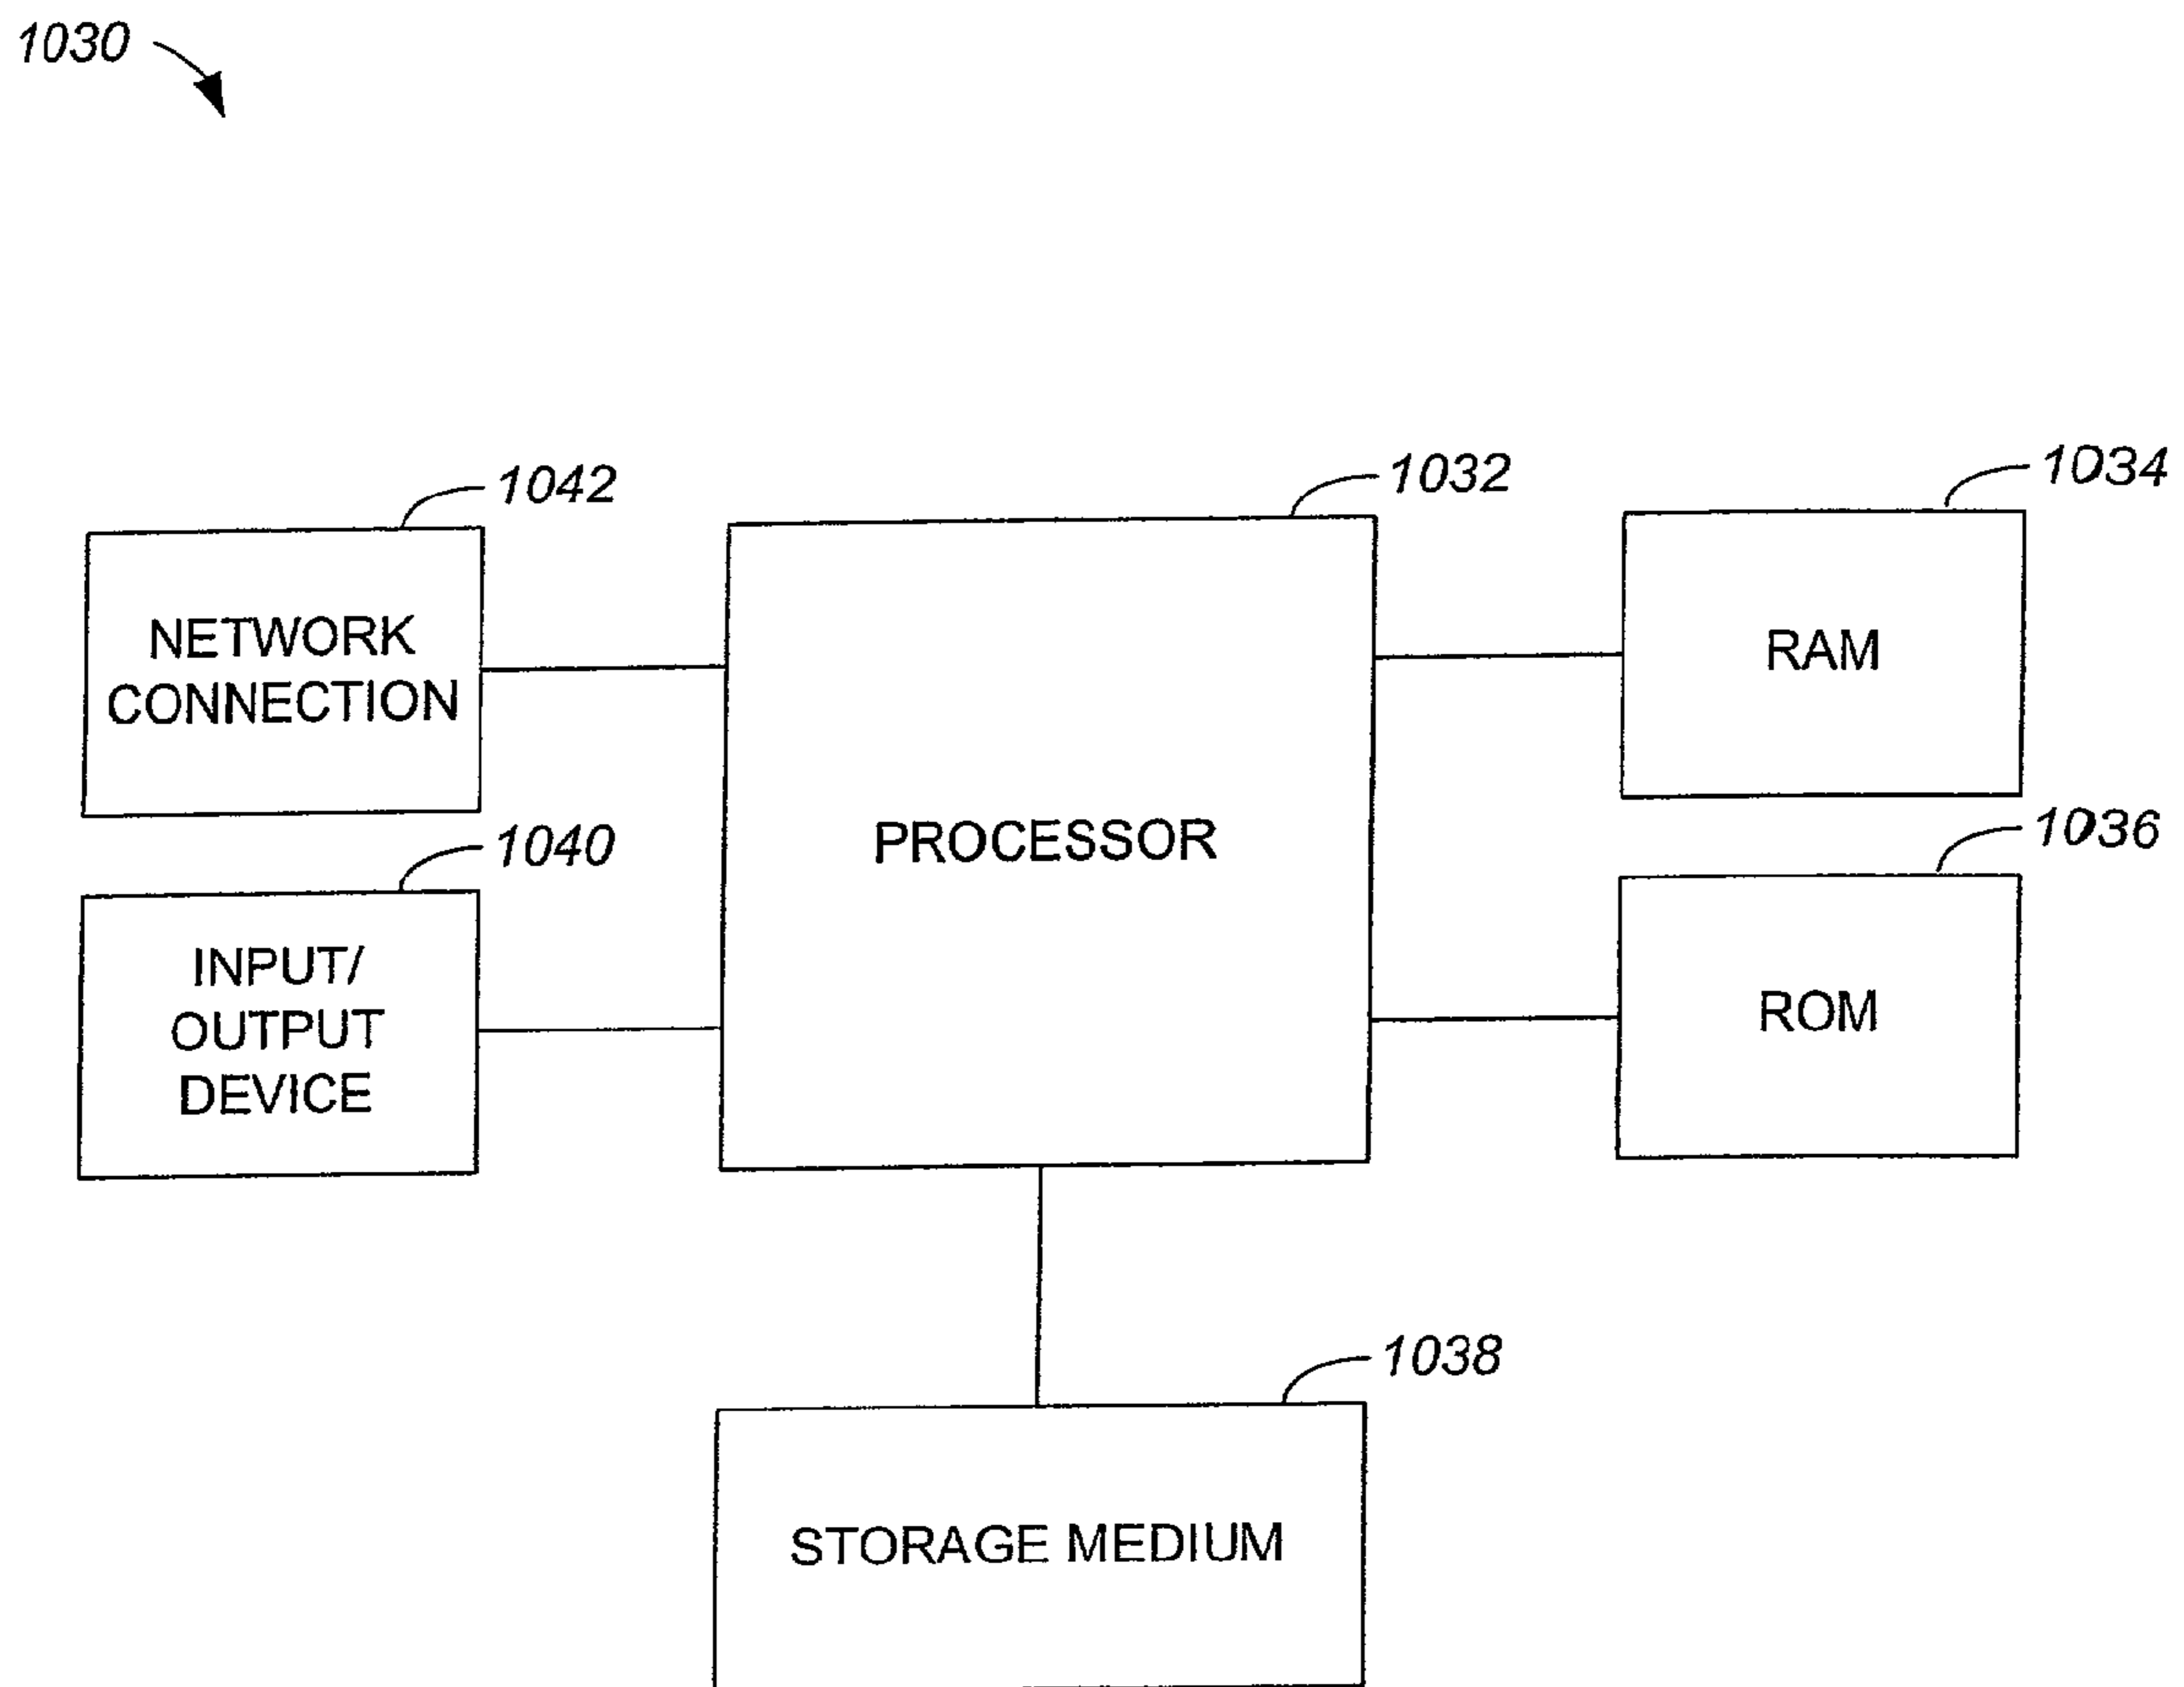 1030
1042
1032
1034
NETWORK
CONNECTION
RAM
PROCESSOR
1040
1036
INPUT/
OUTPUT
DEVICE
ROM
1038
STORAGE MEDIUM